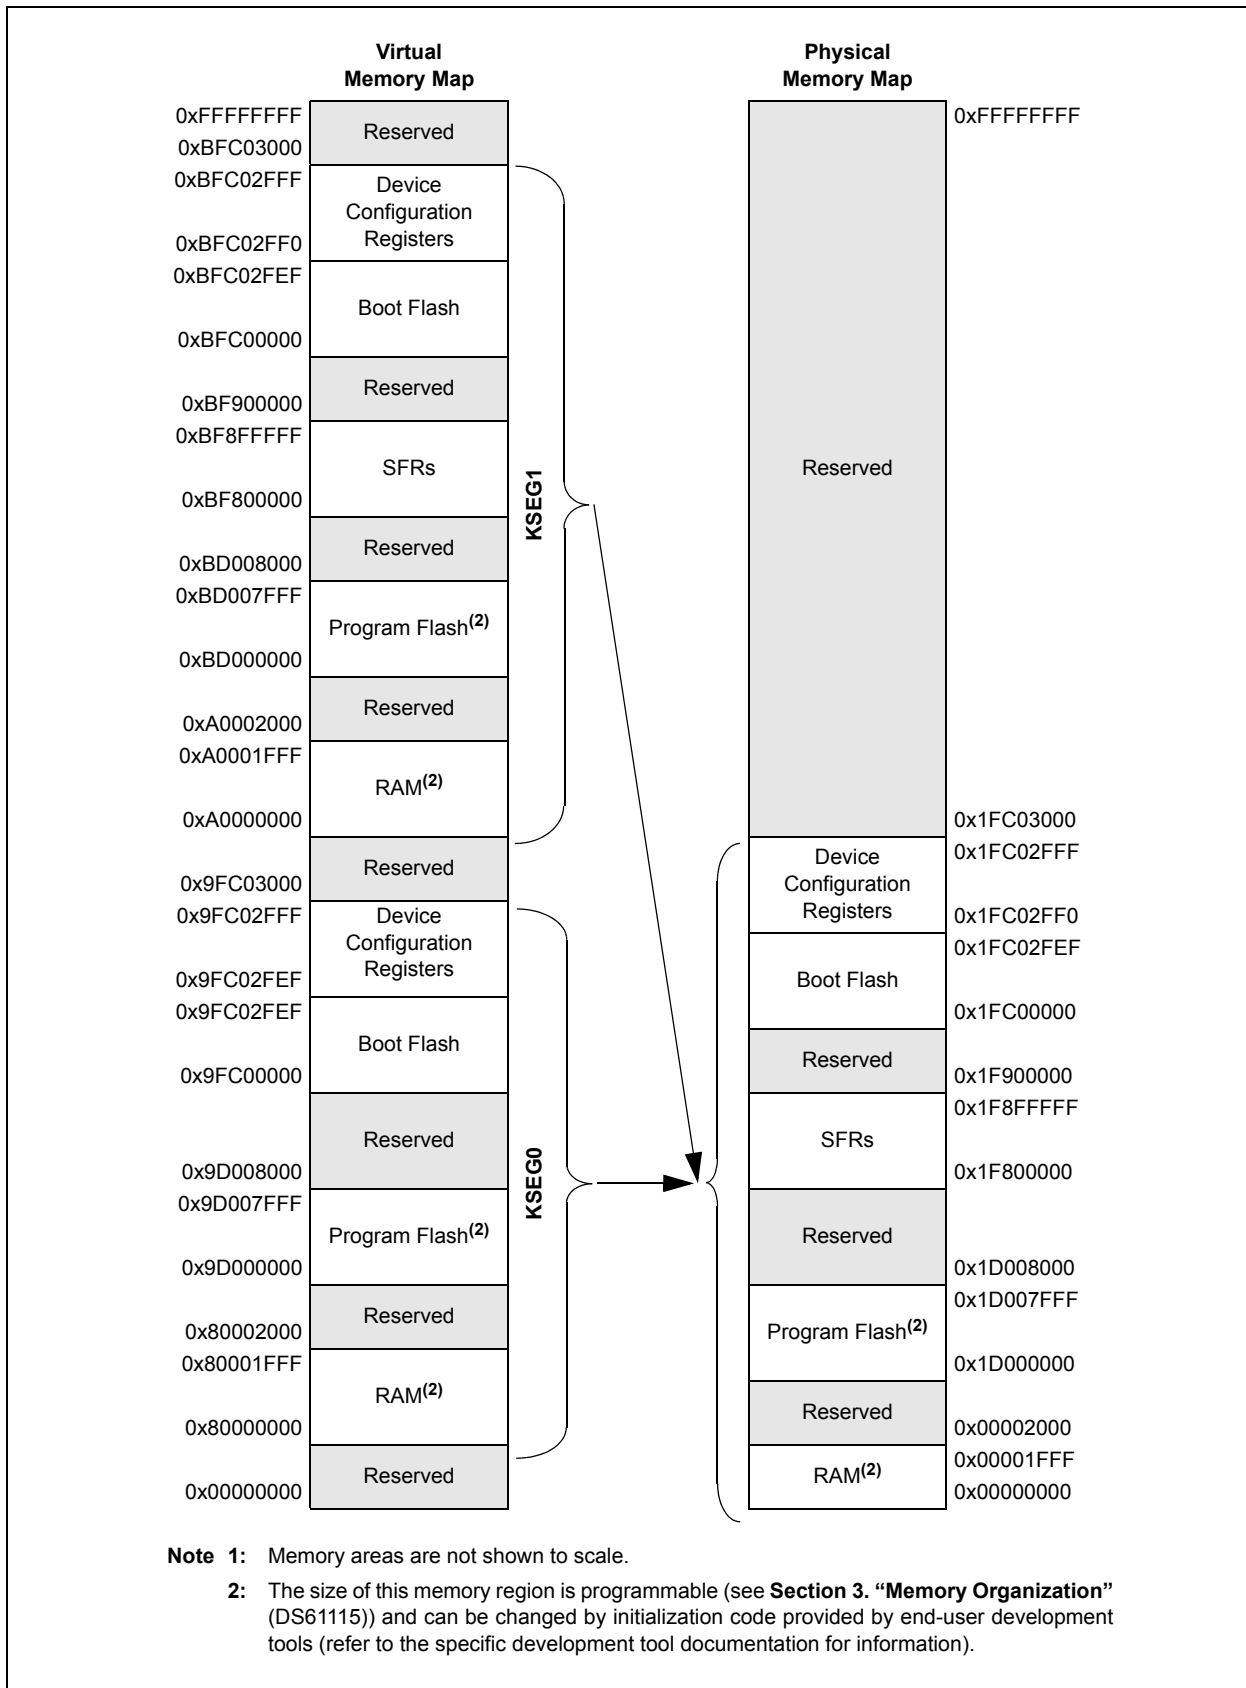 Virtual
Memory Map
0xFFFFFFFF
Reserved
0xBFC03000
0xBFC02FFF
Device
Configuration
Registers
0xBFC02FF0
0xBFC02FEF
Boot Flash
0xBFC00000
Reserved
0xBF900000
0xBF8FFFFF
SFRs
0xBF800000
Reserved
0xBD008000
0xBD007FFF
Program Flash(2)
0xBD000000
Reserved
0xA0002000
0xA0001FFF
RAM(2)
0xA0000000
Reserved
0x9FC03000
0x9FC02FFF
Device
Configuration
Registers
0x9FC02FEF
0x9FC02FEF
Boot Flash
0x9FC00000
Reserved
0x9D008000
0x9D007FFF
Program Flash(2)
0x9D000000
Reserved
0x80002000
0x80001FFF
RAM(2)
0x80000000
Reserved
0x00000000
KSEG1
KSEG0
Physical
Memory Map
0xFFFFFFFF
Reserved
0x1FC03000
0x1FC02FFF
Device
Configuration
Registers
0x1FC02FF0
0x1FC02FEF
Boot Flash
0x1FC00000
Reserved
0x1F900000
0x1F8FFFFF
SFRs
0x1F800000
Reserved
0x1D008000
0x1D007FFF
Program Flash(2)
0x1D000000
Reserved
0x00002000
0x00001FFF
RAM(2)
0x00000000
Note 1: Memory areas are not shown to scale.
2: The size of this memory region is programmable (see Section 3. “Memory Organization”
(DS61115)) and can be changed by initialization code provided by end-user development
tools (refer to the specific development tool documentation for information).